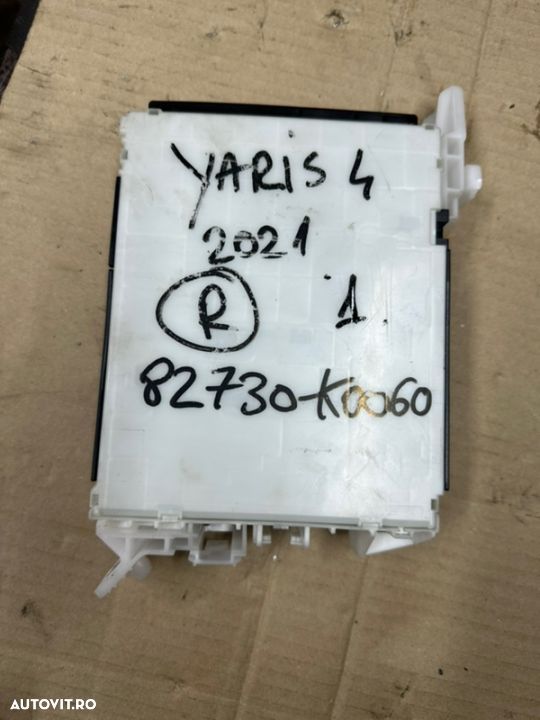 YARIS 4
2021
R 1
82730-K0060
AUTOVIT.RO